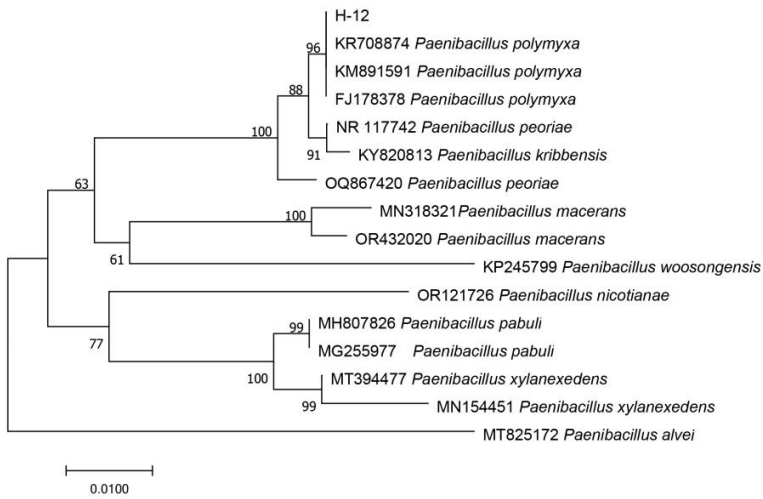 H-12
96
KR708874 Paenibacillus polymyxa
KM891591 Paenibacillus polymyxa
88
FJ178378 Paenibacillus polymyxa
100
NR 117742 Paenibacillus peoriae
91
KY820813 Paenibacillus kribbensis
OQ867420 Paenibacillus peoriae
63
MN318321Paenibacillus macerans
100
OR432020 Paenibacillus macerans
61
KP245799 Paenibacillus woosongensis
OR121726 Paenibacillus nicotianae
99
MH807826 Paenibacillus pabuli
77
MG255977 Paenibacillus pabuli
100
MT394477 Paenibacillus xylanexedens
99
MN154451 Paenibacillus xylanexedens
MT825172 Paenibacillus alvei
0.0100